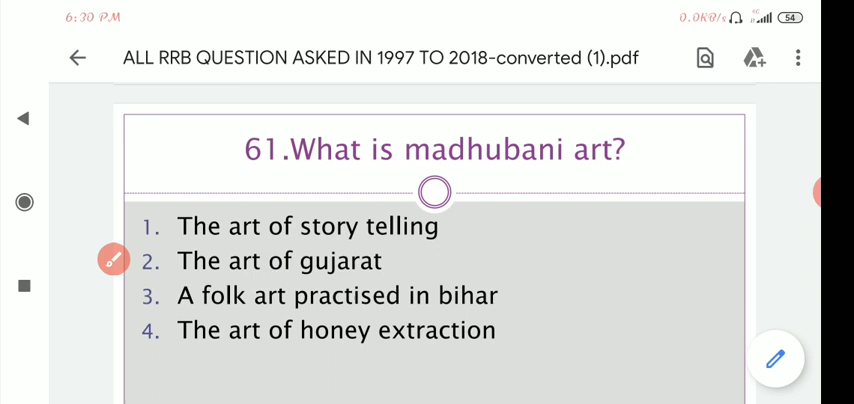 6:30 PM 0.0KB/s 54
ALL RRB QUESTION ASKED IN 1997 TO 2018-converted (1).pdf
61.What is madhubani art?
1. The art of story telling
2. The art of gujarat
3. A folk art practised in bihar
4. The art of honey extraction